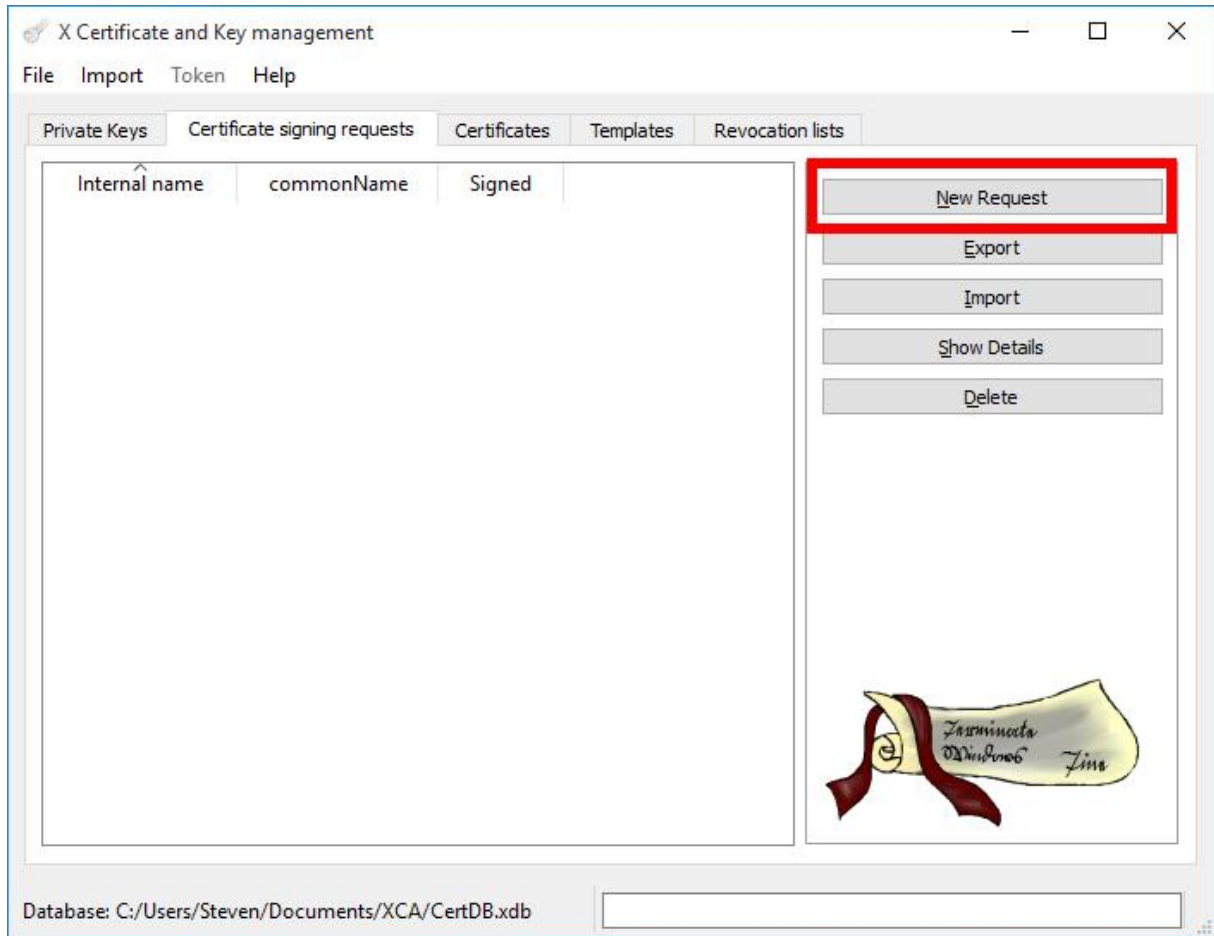 X Certificate and Key management
File Import Token Help
Private Keys Certificate signing requests Certificates Templates Revocation lists
Internal name commonName Signed
New Request
Export
Import
Show Details
Delete
Windows
Database: C:/Users/Steven/Documents/XCA/CertDB.xdb